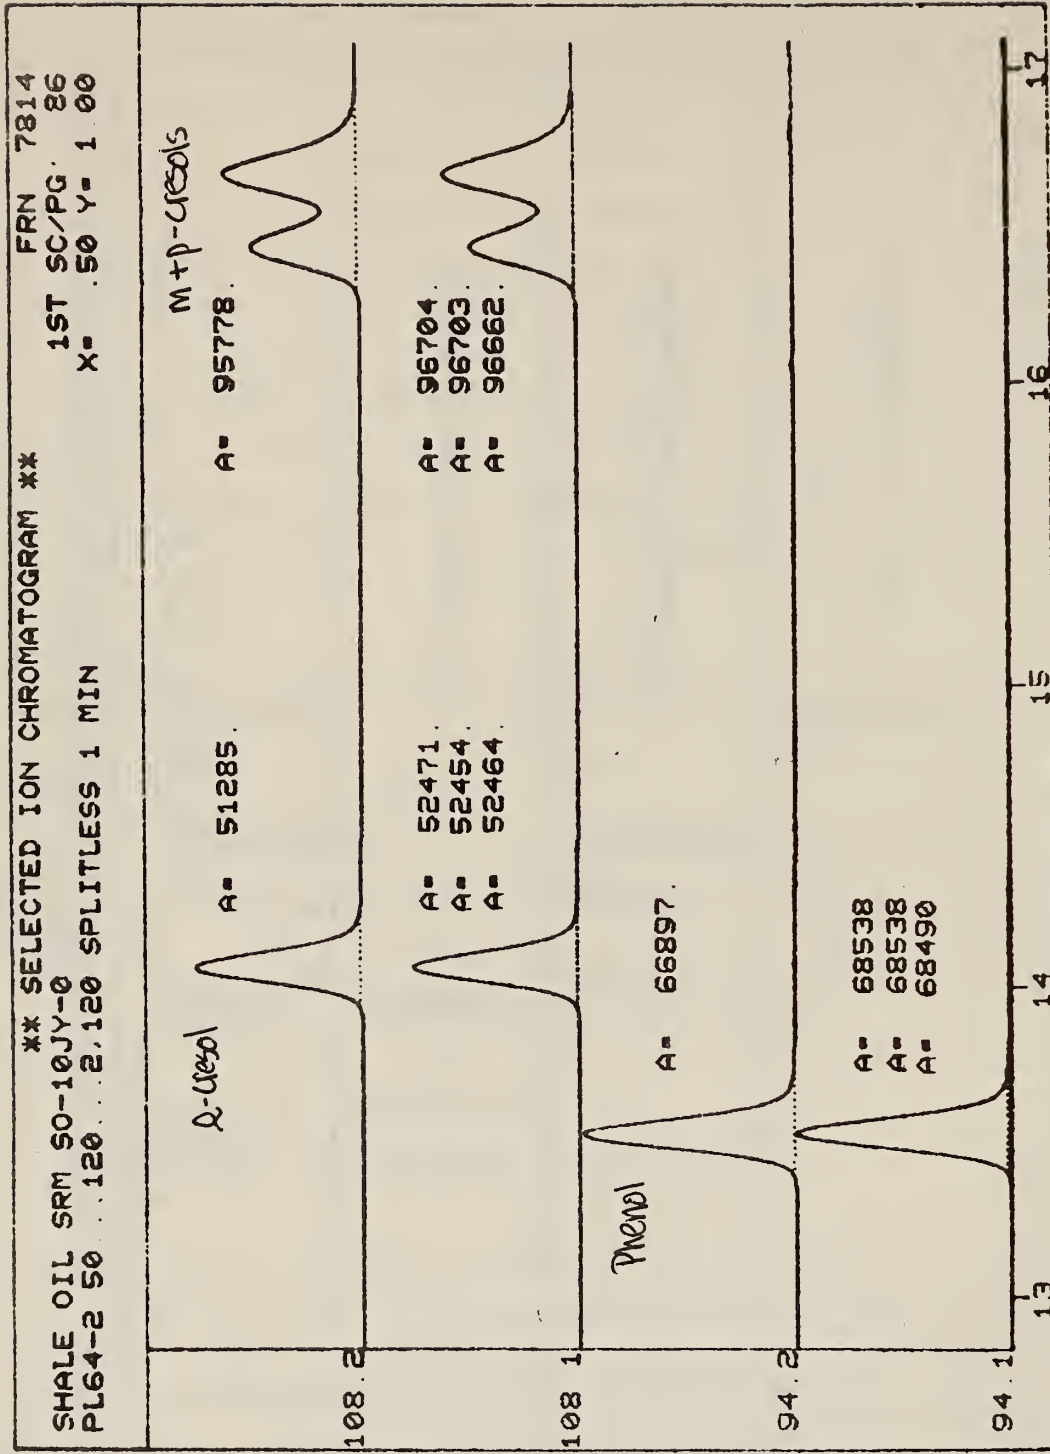 ** SELECTED ION CHROMATOGRAM ** FRN 7814
SHALE OIL SRM SO-10JY-0 1ST SC/PG: 86
PL64-2 50...120...2,120 SPLITLESS 1 MIN X= .50 Y= 1.00
o-cresol
A= 51285.
M+p-cresols
A= 95778.
108.2
A= 52471. A= 96704.
A= 52454. A= 96703.
A= 52464. A= 96662.
108.1
Phenol
A= 66897.
94.2
A= 68538
A= 68538
A= 68490
94.1
13 14 15 16 17